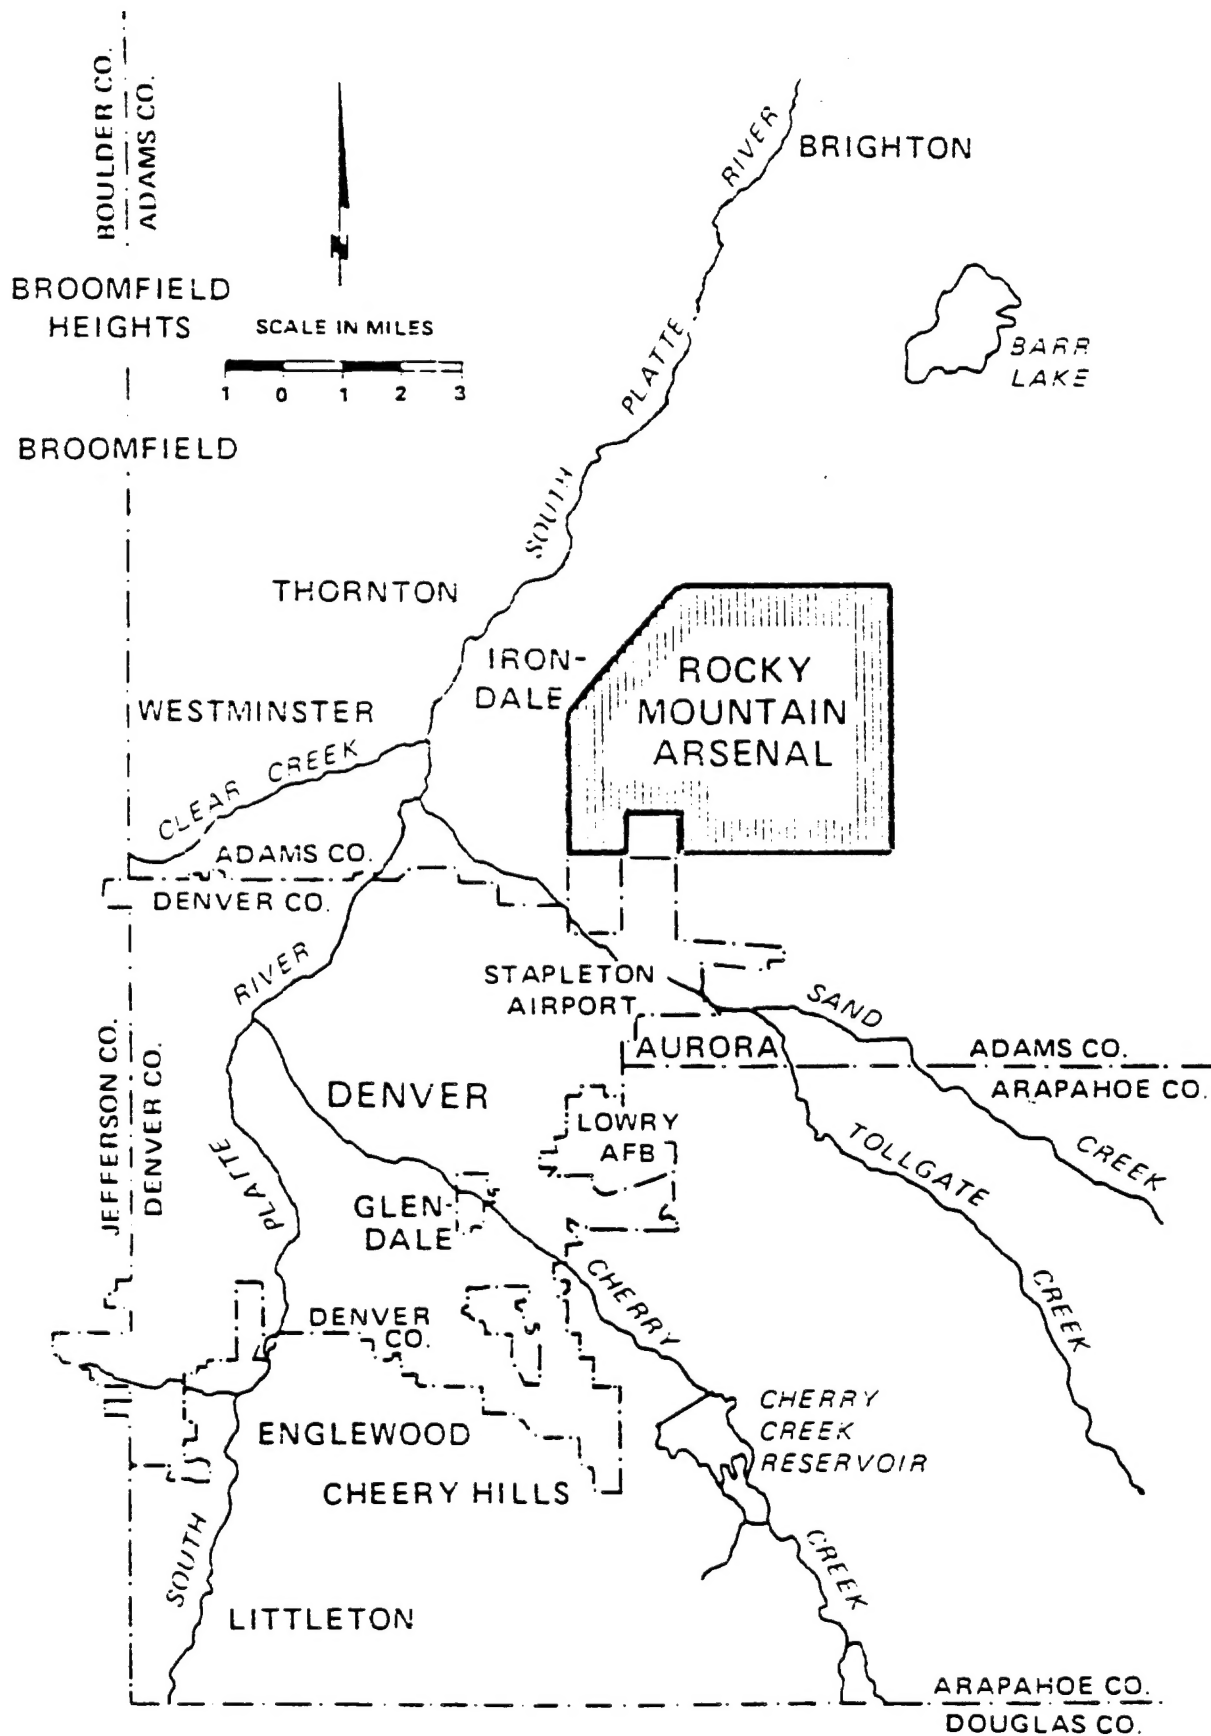 BOULDER CO.
ADAMS CO.
RIVER
BRIGHTON
N
BROOMFIELD
HEIGHTS
SCALE IN MILES
1 0 1 2 3
PLATTE
BARR
LAKE
BROOMFIELD
SOUTH
THORNTON
IRON-
DALE
ROCKY
MOUNTAIN
ARSENAL
WESTMINSTER
CLEAR CREEK
ADAMS CO.
DENVER CO.
RIVER
STAPLETON
AIRPORT
SAND
AURORA
ADAMS CO.
ARAPAHOE CO.
JEFFERSON CO.
DENVER CO.
DENVER
LOWRY
AFB
TOLLGATE
CREEK
PLATTE
GLEN-
DALE
CHERRY
CREEK
DENVER
CO.
ENGLEWOOD
CHERRY
CREEK
RESERVOIR
CHEERY HILLS
SOUTH
CREEK
LITTLETON
ARAPAHOE CO.
DOUGLAS CO.